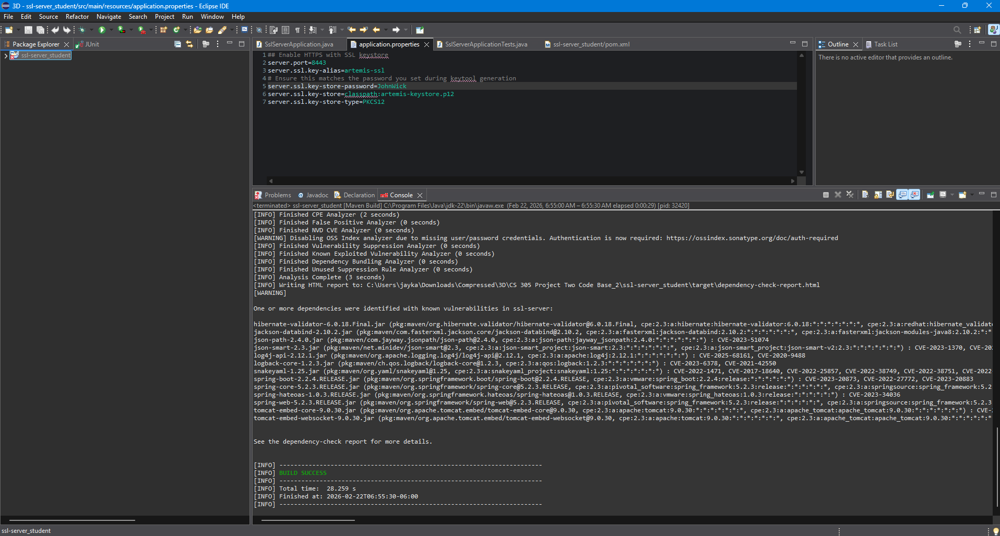 3D - ssl-server_student/src/main/resources/application.properties - Eclipse IDE
File Edit Source Refactor Navigate Search Project Run Window Help
Package Explorer JUnit
ssl-server_student
SslServerApplication.java application.properties SslServerApplicationTests.java ssl-server_student/pom.xml
1 ## Enable HTTPS with SSL keystore
2 server.port=8443
3 server.ssl.key-alias=artemis-ssl
4 # Ensure this matches the password you set during keytool generation
5 server.ssl.key-store-password=JohnWick
6 server.ssl.key-store=classpath:artemis-keystore.p12
7 server.ssl.key-store-type=PKCS12
Outline Task List
There is no active editor that provides an outline.
Problems Javadoc Declaration Console
<terminated> ssl-server_student [Maven Build] C:\Program Files\Java\jdk-22\bin\javaw.exe (Feb 22, 2026, 6:55:00 AM – 6:55:30 AM elapsed 0:00:29) [pid: 32420]
[INFO] Finished CPE Analyzer (2 seconds)
[INFO] Finished False Positive Analyzer (0 seconds)
[INFO] Finished NVD CVE Analyzer (0 seconds)
[WARNING] Disabling OSS Index analyzer due to missing user/password credentials. Authentication is now required: https://ossindex.sonatype.org/doc/auth-required
[INFO] Finished Vulnerability Suppression Analyzer (0 seconds)
[INFO] Finished Known Exploited Vulnerability Analyzer (0 seconds)
[INFO] Finished Dependency Bundling Analyzer (0 seconds)
[INFO] Finished Unused Suppression Rule Analyzer (0 seconds)
[INFO] Analysis Complete (3 seconds)
[INFO] Writing HTML report to: C:\Users\jayka\Downloads\Compressed\3D\CS 305 Project Two Code Base_2\ssl-server_student\target\dependency-check-report.html
[WARNING]
One or more dependencies were identified with known vulnerabilities in ssl-server:
hibernate-validator-6.0.18.Final.jar (pkg:maven/org.hibernate.validator/hibernate-validator@6.0.18.Final, cpe:2.3:a:hibernate:hibernate-validator:6.0.18:*:*:*:*:*:*:*, cpe:2.3:a:redhat:hibernate_validato
jackson-databind-2.10.2.jar (pkg:maven/com.fasterxml.jackson.core/jackson-databind@2.10.2, cpe:2.3:a:fasterxml:jackson-databind:2.10.2:*:*:*:*:*:*:*, cpe:2.3:a:fasterxml:jackson-modules-java8:2.10.2:*:*
json-path-2.4.0.jar (pkg:maven/com.jayway.jsonpath/json-path@2.4.0, cpe:2.3:a:json-path:jayway_jsonpath:2.4.0:*:*:*:*:*:*:*) : CVE-2023-51074
json-smart-2.3.jar (pkg:maven/net.minidev/json-smart@2.3, cpe:2.3:a:json-smart_project:json-smart:2.3:*:*:*:*:*:*:*, cpe:2.3:a:json-smart_project:json-smart-v2:2.3:*:*:*:*:*:*:*) : CVE-2023-1370, CVE-202
log4j-api-2.12.1.jar (pkg:maven/org.apache.logging.log4j/log4j-api@2.12.1, cpe:2.3:a:apache:log4j:2.12.1:*:*:*:*:*:*:*) : CVE-2025-68161, CVE-2020-9488
logback-core-1.2.3.jar (pkg:maven/ch.qos.logback/logback-core@1.2.3, cpe:2.3:a:qos:logback:1.2.3:*:*:*:*:*:*:*) : CVE-2023-6378, CVE-2021-42550
snakeyaml-1.25.jar (pkg:maven/org.yaml/snakeyaml@1.25, cpe:2.3:a:snakeyaml_project:snakeyaml:1.25:*:*:*:*:*:*:*) : CVE-2022-1471, CVE-2017-18640, CVE-2022-25857, CVE-2022-38749, CVE-2022-38751, CVE-2022-
spring-boot-2.2.4.RELEASE.jar (pkg:maven/org.springframework.boot/spring-boot@2.2.4.RELEASE, cpe:2.3:a:vmware:spring_boot:2.2.4:release:*:*:*:*:*:*) : CVE-2023-20873, CVE-2022-27772, CVE-2023-20883
spring-core-5.2.3.RELEASE.jar (pkg:maven/org.springframework/spring-core@5.2.3.RELEASE, cpe:2.3:a:pivotal_software:spring_framework:5.2.3:release:*:*:*:*:*:*, cpe:2.3:a:springsource:spring_framework:5.2
spring-hateoas-1.0.3.RELEASE.jar (pkg:maven/org.springframework.hateoas/spring-hateoas@1.0.3.RELEASE, cpe:2.3:a:vmware:spring_hateoas:1.0.3:release:*:*:*:*:*:*) : CVE-2023-34036
spring-web-5.2.3.RELEASE.jar (pkg:maven/org.springframework/spring-web@5.2.3.RELEASE, cpe:2.3:a:pivotal_software:spring_framework:5.2.3:release:*:*:*:*:*:*, cpe:2.3:a:springsource:spring_framework:5.2.3
tomcat-embed-core-9.0.30.jar (pkg:maven/org.apache.tomcat.embed/tomcat-embed-core@9.0.30, cpe:2.3:a:apache:tomcat:9.0.30:*:*:*:*:*:*:*, cpe:2.3:a:apache_tomcat:apache_tomcat:9.0.30:*:*:*:*:*:*:*) : CVE-
tomcat-embed-websocket-9.0.30.jar (pkg:maven/org.apache.tomcat.embed/tomcat-embed-websocket@9.0.30, cpe:2.3:a:apache:tomcat:9.0.30:*:*:*:*:*:*:*, cpe:2.3:a:apache_tomcat:apache_tomcat:9.0.30:*:*:*:*:*:*
See the dependency-check report for more details.
[INFO] ------------------------------------------------------------------------
[INFO] BUILD SUCCESS
[INFO] ------------------------------------------------------------------------
[INFO] Total time:  28.259 s
[INFO] Finished at: 2026-02-22T06:55:30-06:00
[INFO] ------------------------------------------------------------------------
ssl-server_student